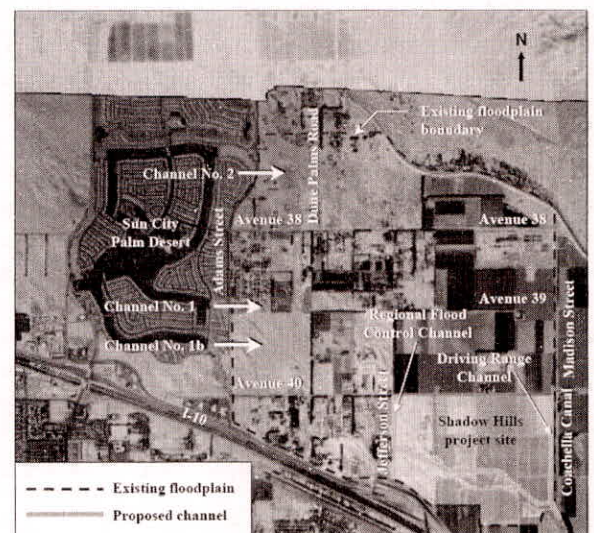 N
Existing floodplain
boundary
Dune Palms Road
Channel No. 2
Sun City
Palm Desert
Adams Street
Avenue 38
Avenue 38
Channel No. 1
Channel No. 1b
Avenue 39
Regional Flood
Control Channel
Driving Range
Channel
Madison Street
Avenue 40
I-10
Jefferson Street
Shadow Hills
project site
Coachella Canal
Existing floodplain
Proposed channel